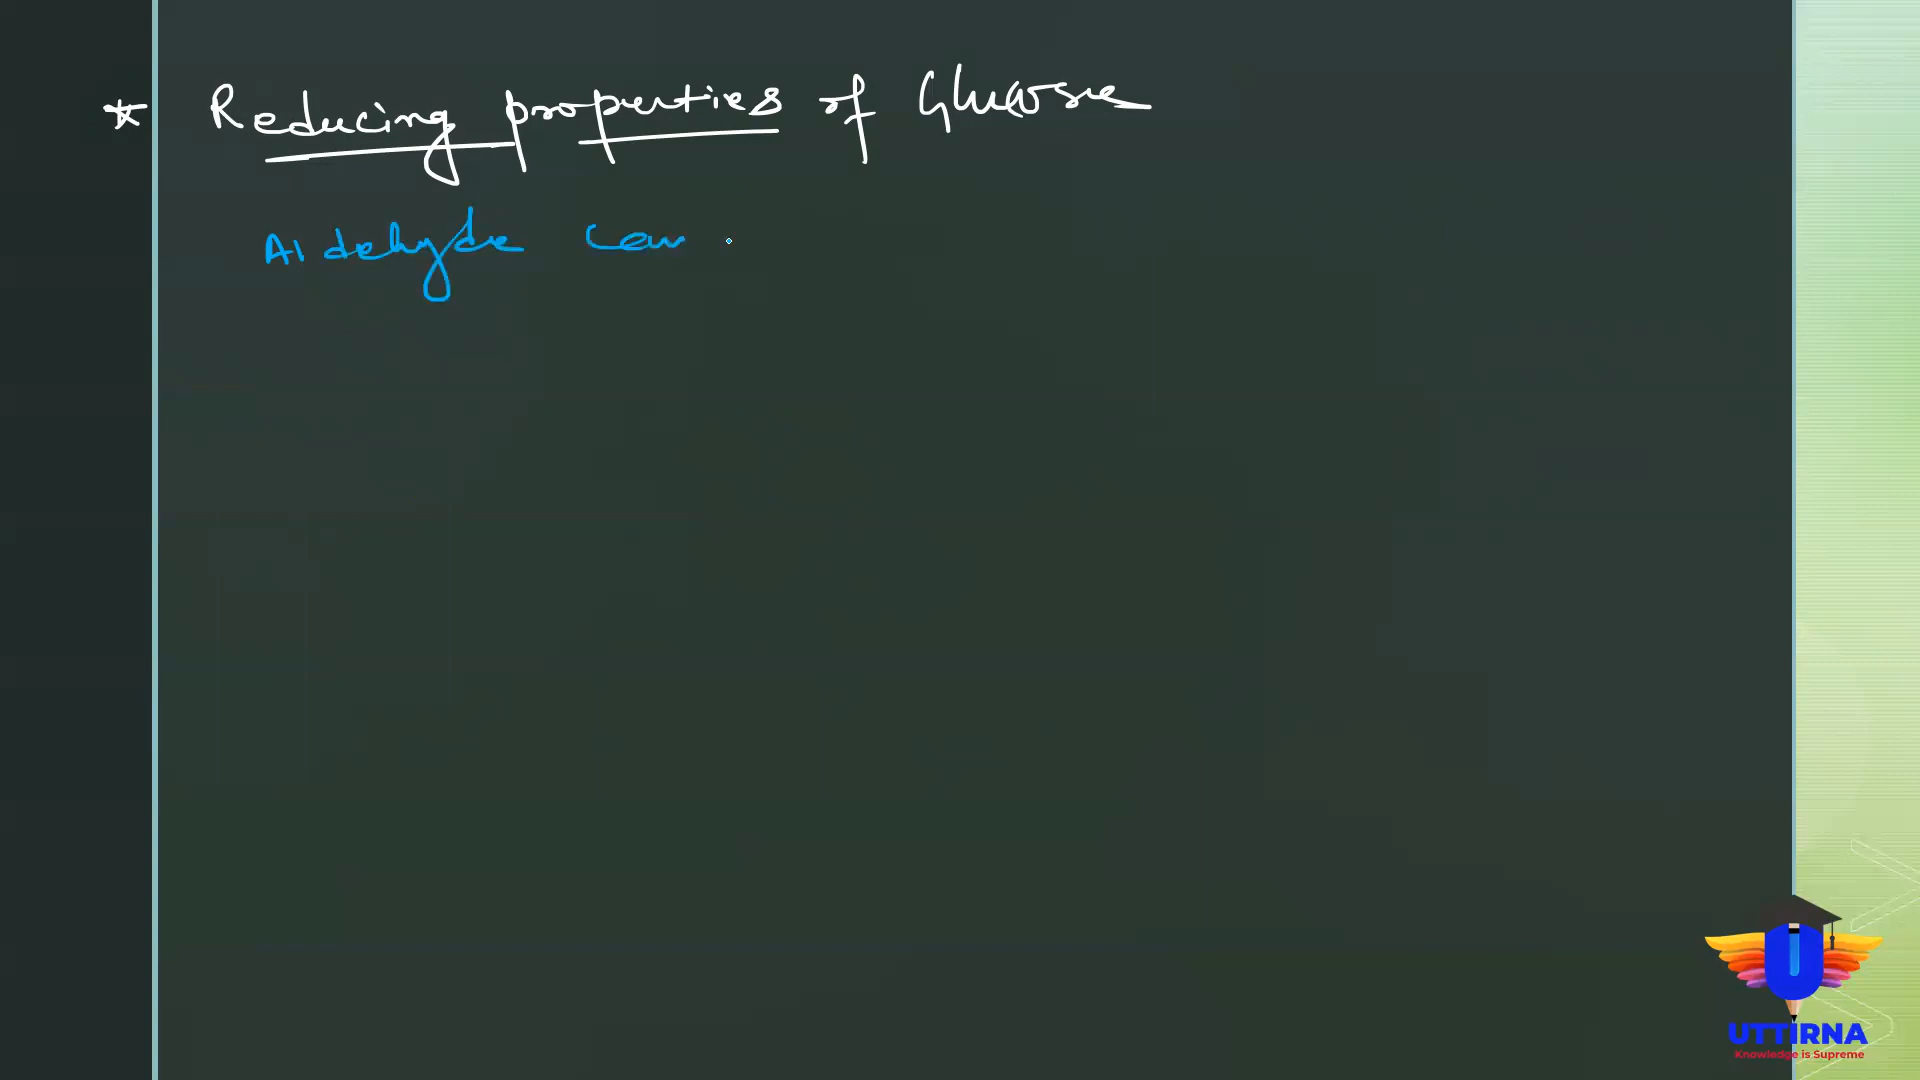 * Reducing properties of Glucose
Aldehyde can
UTTIRNA
Knowledge is Supreme